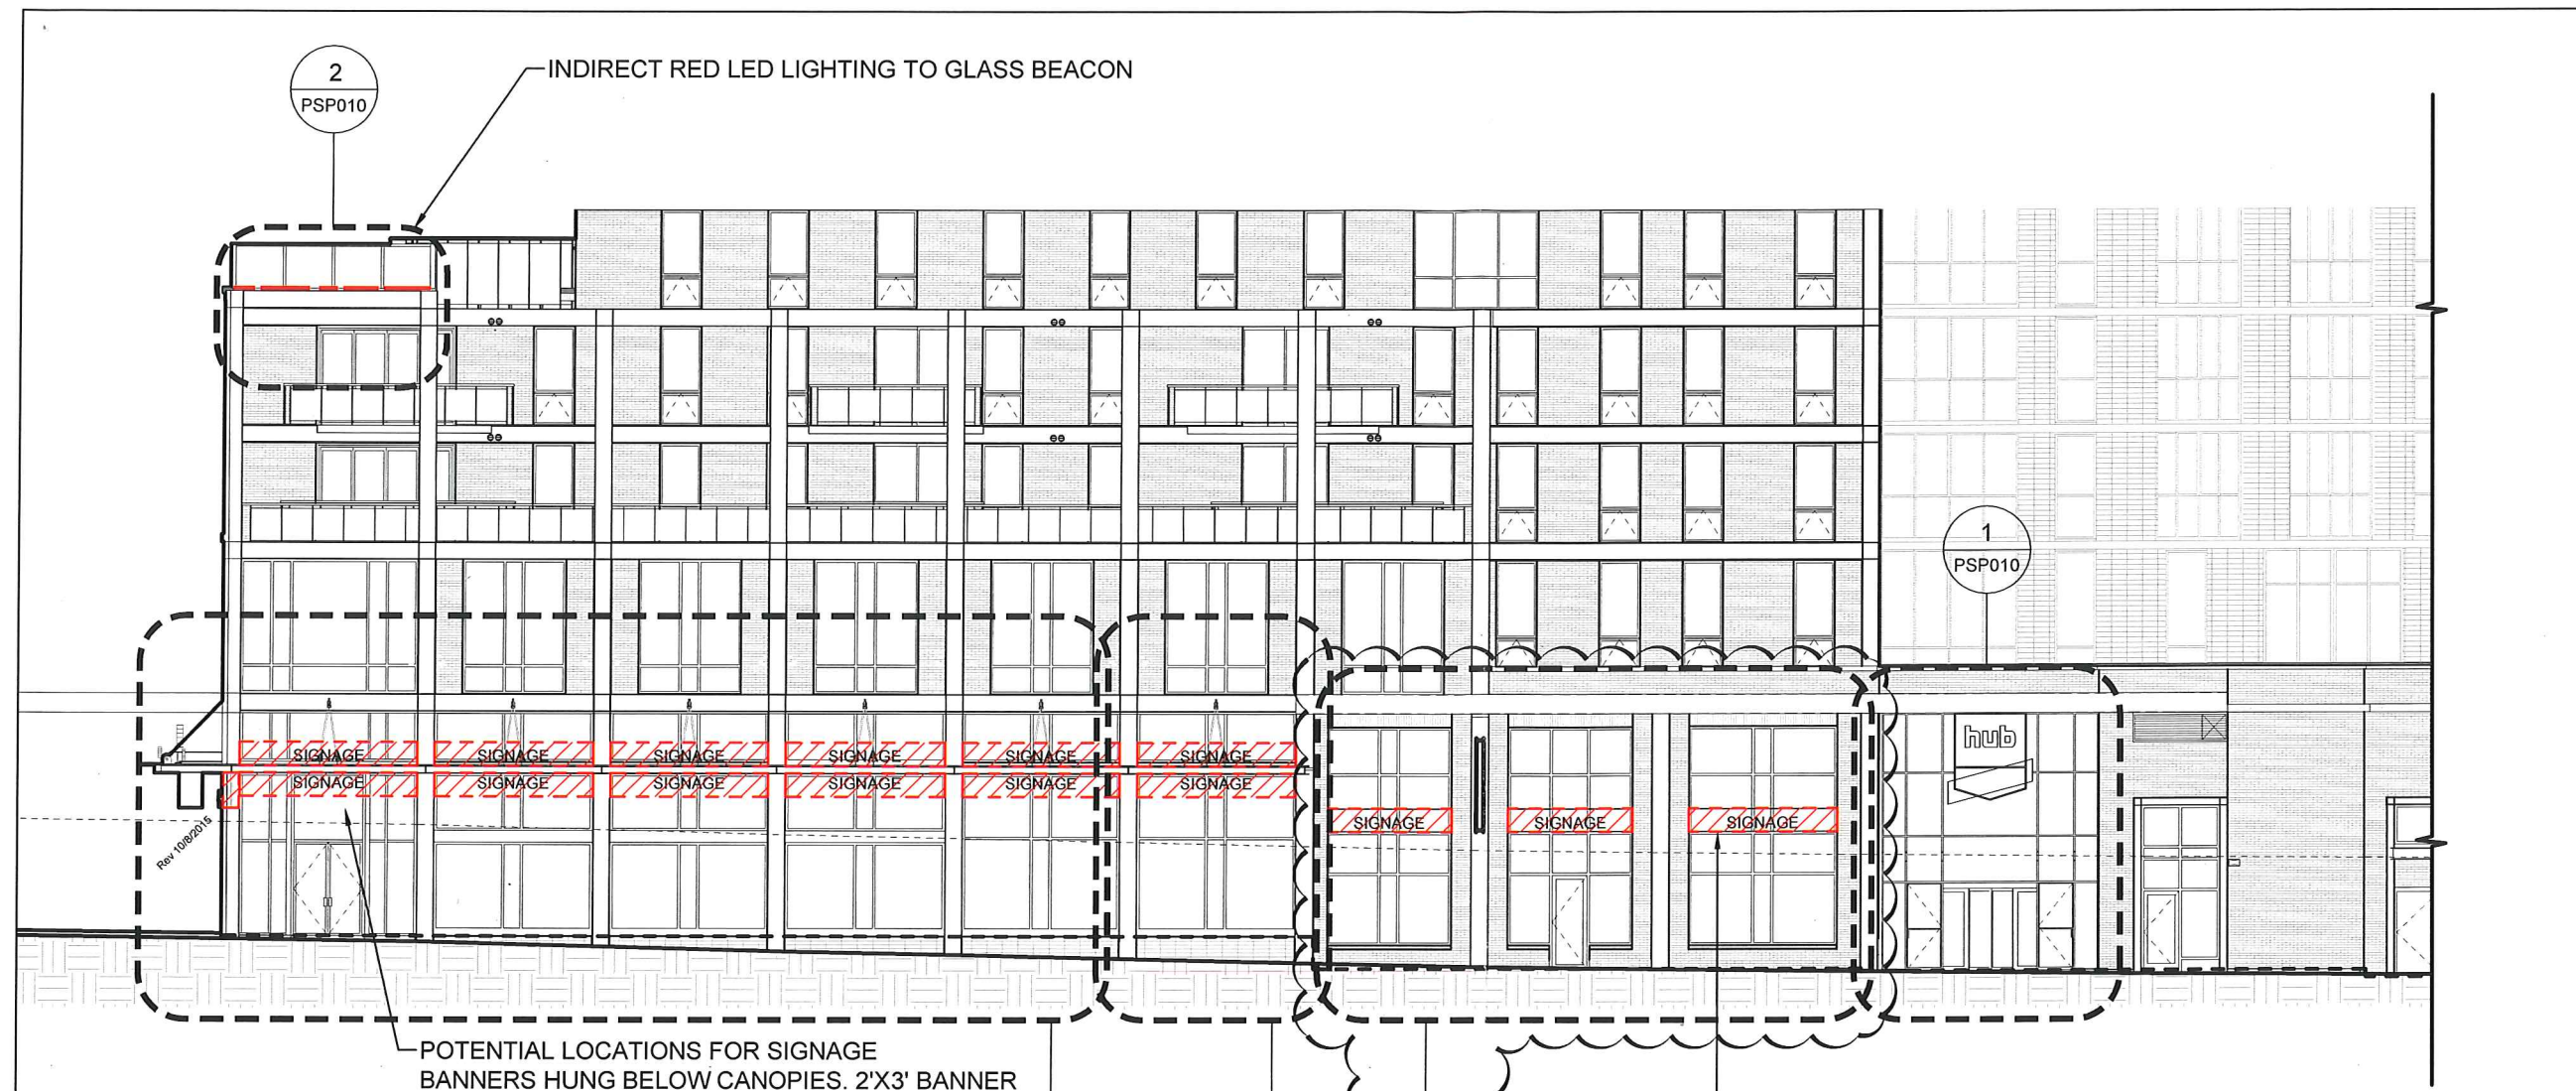 2
PSP010
INDIRECT RED LED LIGHTING TO GLASS BEACON
1
PSP010
hub
SIGNAGE SIGNAGE SIGNAGE SIGNAGE SIGNAGE SIGNAGE
SIGNAGE SIGNAGE SIGNAGE SIGNAGE SIGNAGE SIGNAGE
SIGNAGE SIGNAGE SIGNAGE
Rev 10/8/2015
POTENTIAL LOCATIONS FOR SIGNAGE
BANNERS HUNG BELOW CANOPIES. 2'X3' BANNER